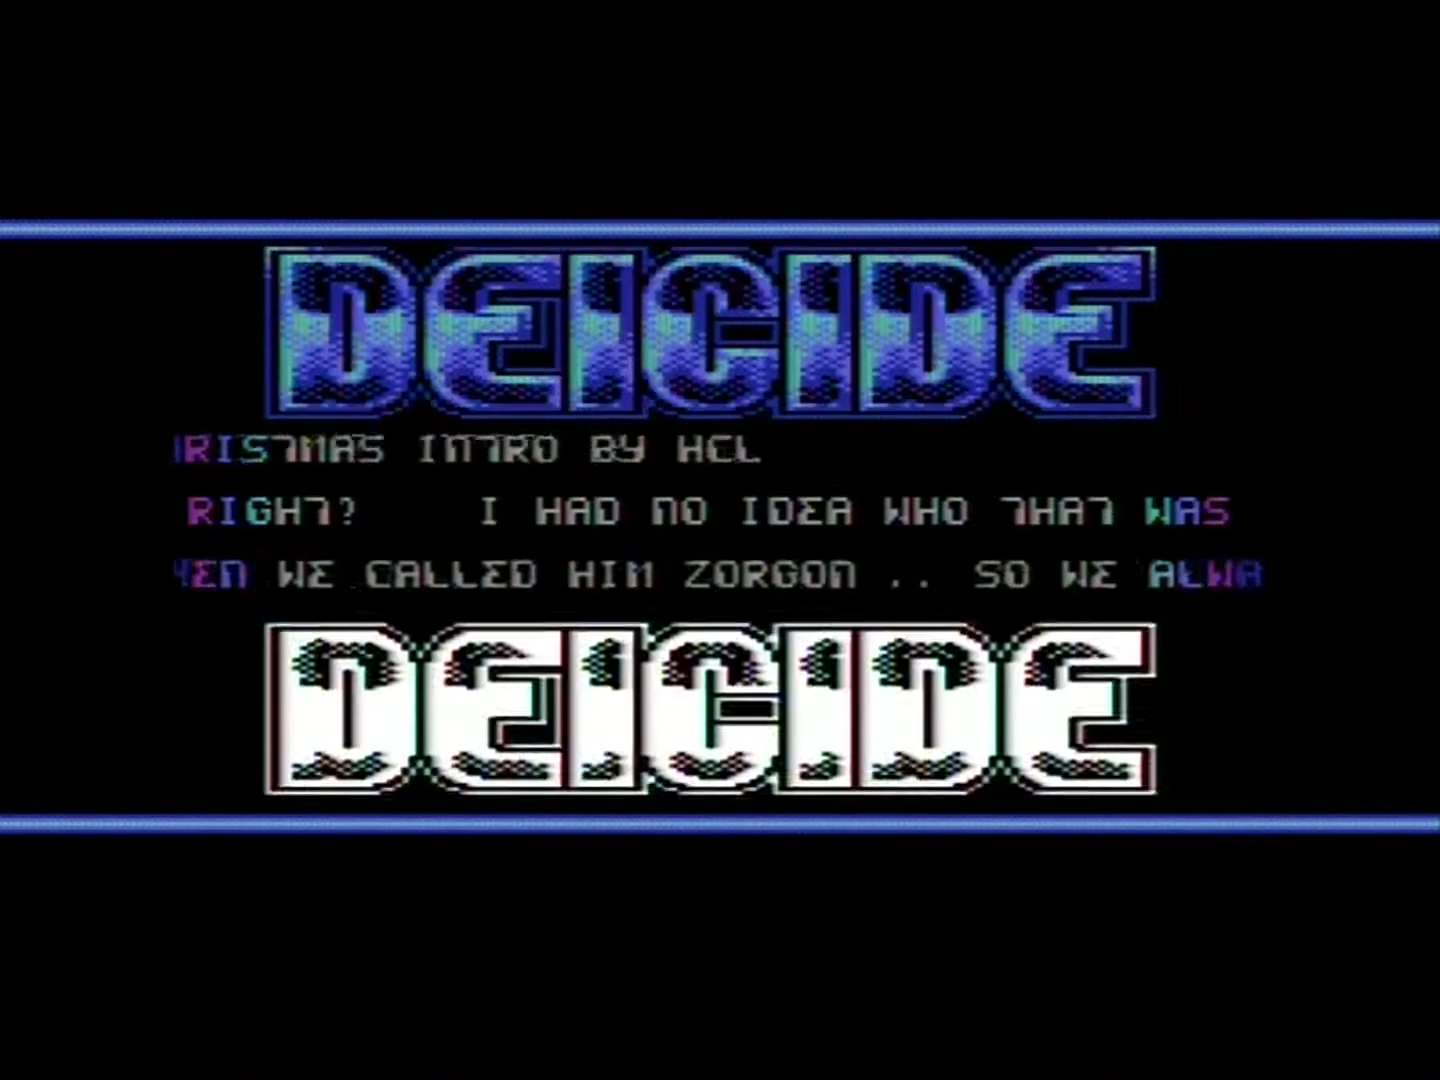 DEICIDE
RISTMAS INTRO BY HCL
RIGHT? I HAD NO IDEA WHO THAT WAS
EN WE CALLED HIM ZORGON .. SO WE ALWA
DEICIDE